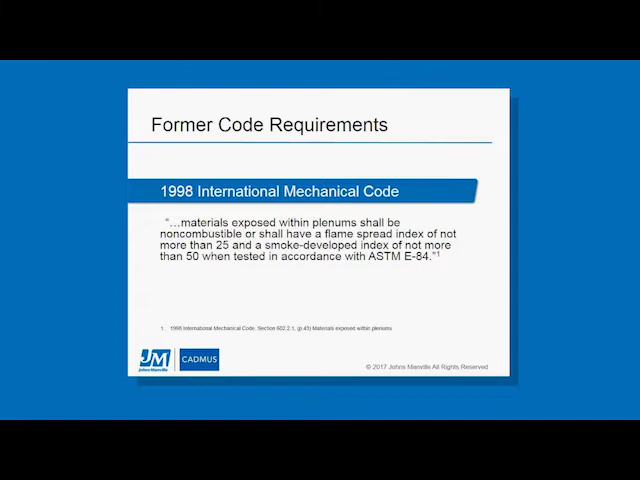 Former Code Requirements
1998 International Mechanical Code
“…materials exposed within plenums shall be
noncombustible or shall have a flame spread index of not
more than 25 and a smoke-developed index of not more
than 50 when tested in accordance with ASTM E-84.”1
1. 1998 International Mechanical Code, Section 602.2.1, (p.43) Materials exposed within plenums
JM
Johns Manville
CADMUS
© 2017 Johns Manville All Rights Reserved